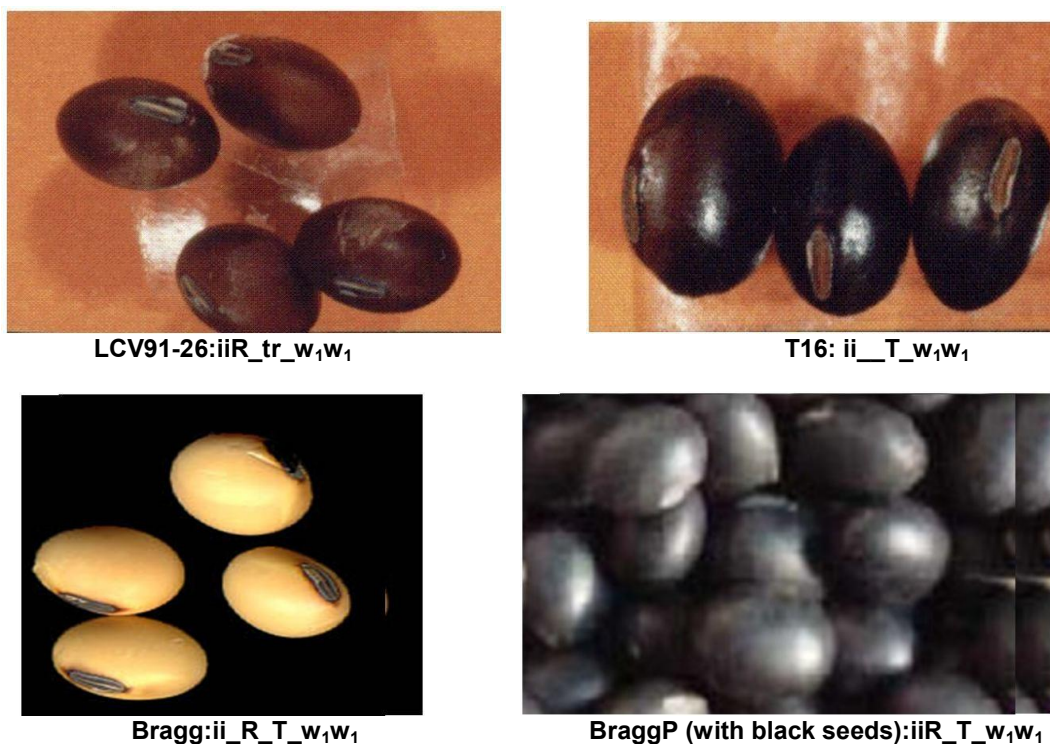 LCV91-26:iiR_tr_w₁w₁
T16: ii__T_w₁w₁
Bragg:ii_R_T_w₁w₁
BraggP (with black seeds):iiR_T_w₁w₁